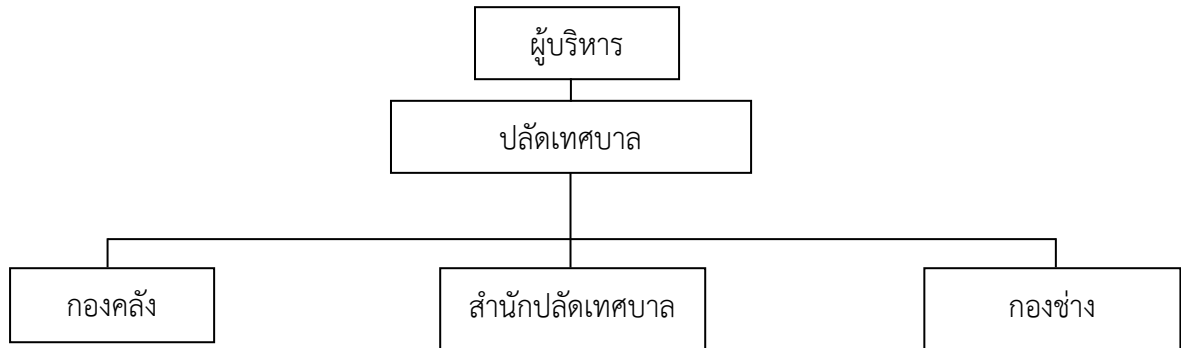 ผู้บริหาร
ปลัดเทศบาล
กองคลัง
สำนักปลัดเทศบาล
กองช่าง